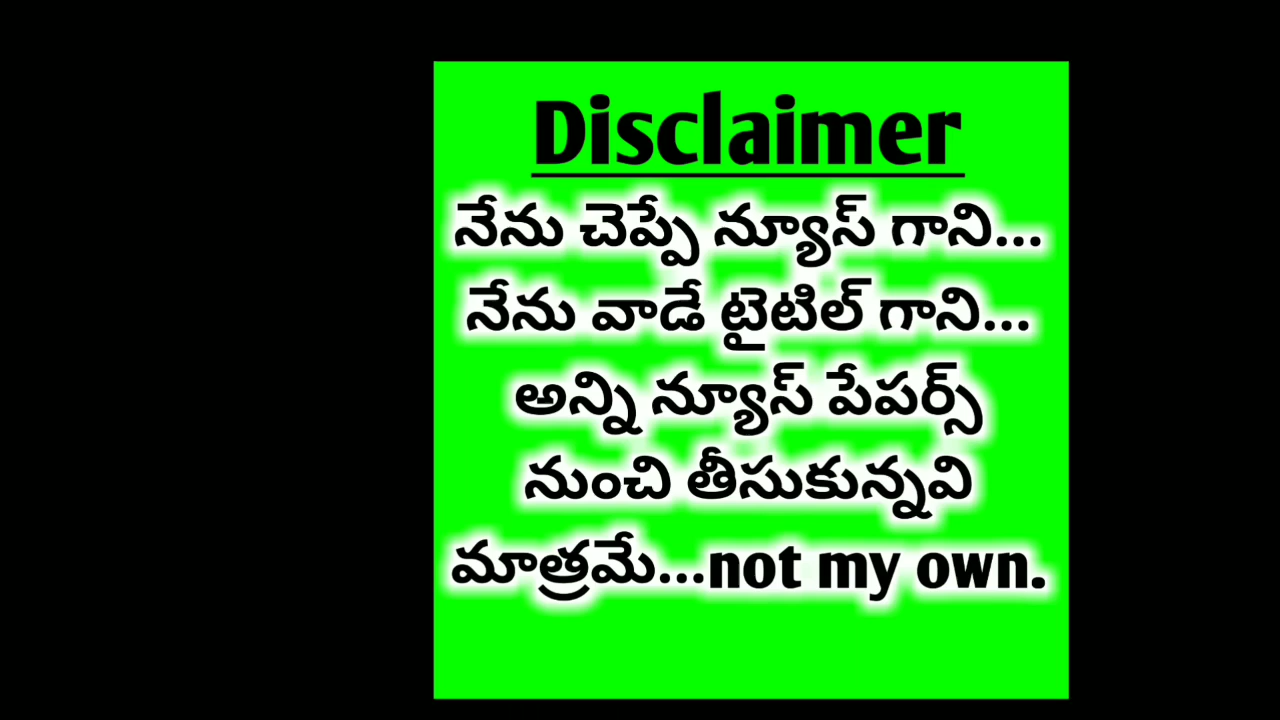 Disclaimer
నేను చెప్పే న్యూస్ గాని...
నేను వాడే టైటిల్ గాని...
అన్ని న్యూస్ పేపర్స్
నుంచి తీసుకున్నవి
మాత్రమే...not my own.